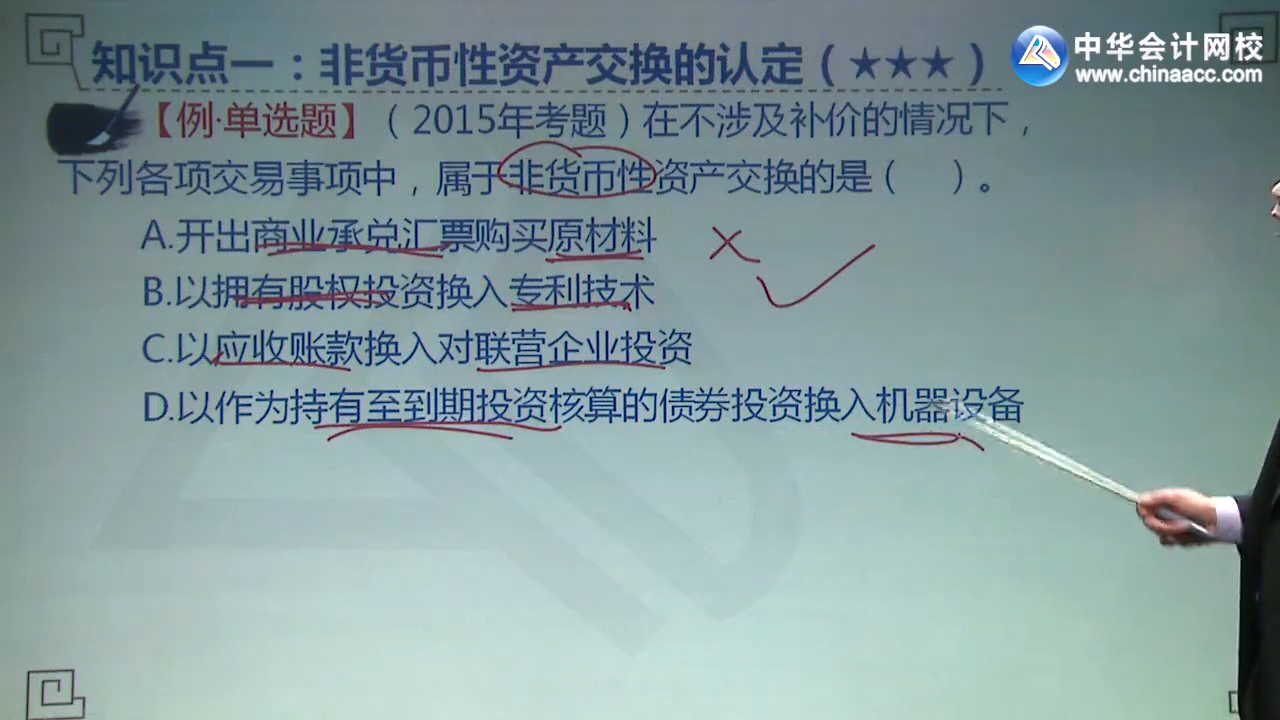 知识点一：非货币性资产交换的认定（★★★）
中华会计网校
www.chinaacc.com
【例·单选题】（2015年考题）在不涉及补价的情况下，
下列各项交易事项中，属于非货币性资产交换的是（ ）。
A.开出商业承兑汇票购买原材料
B.以拥有股权投资换入专利技术
C.以应收账款换入对联营企业投资
D.以作为持有至到期投资核算的债券投资换入机器设备